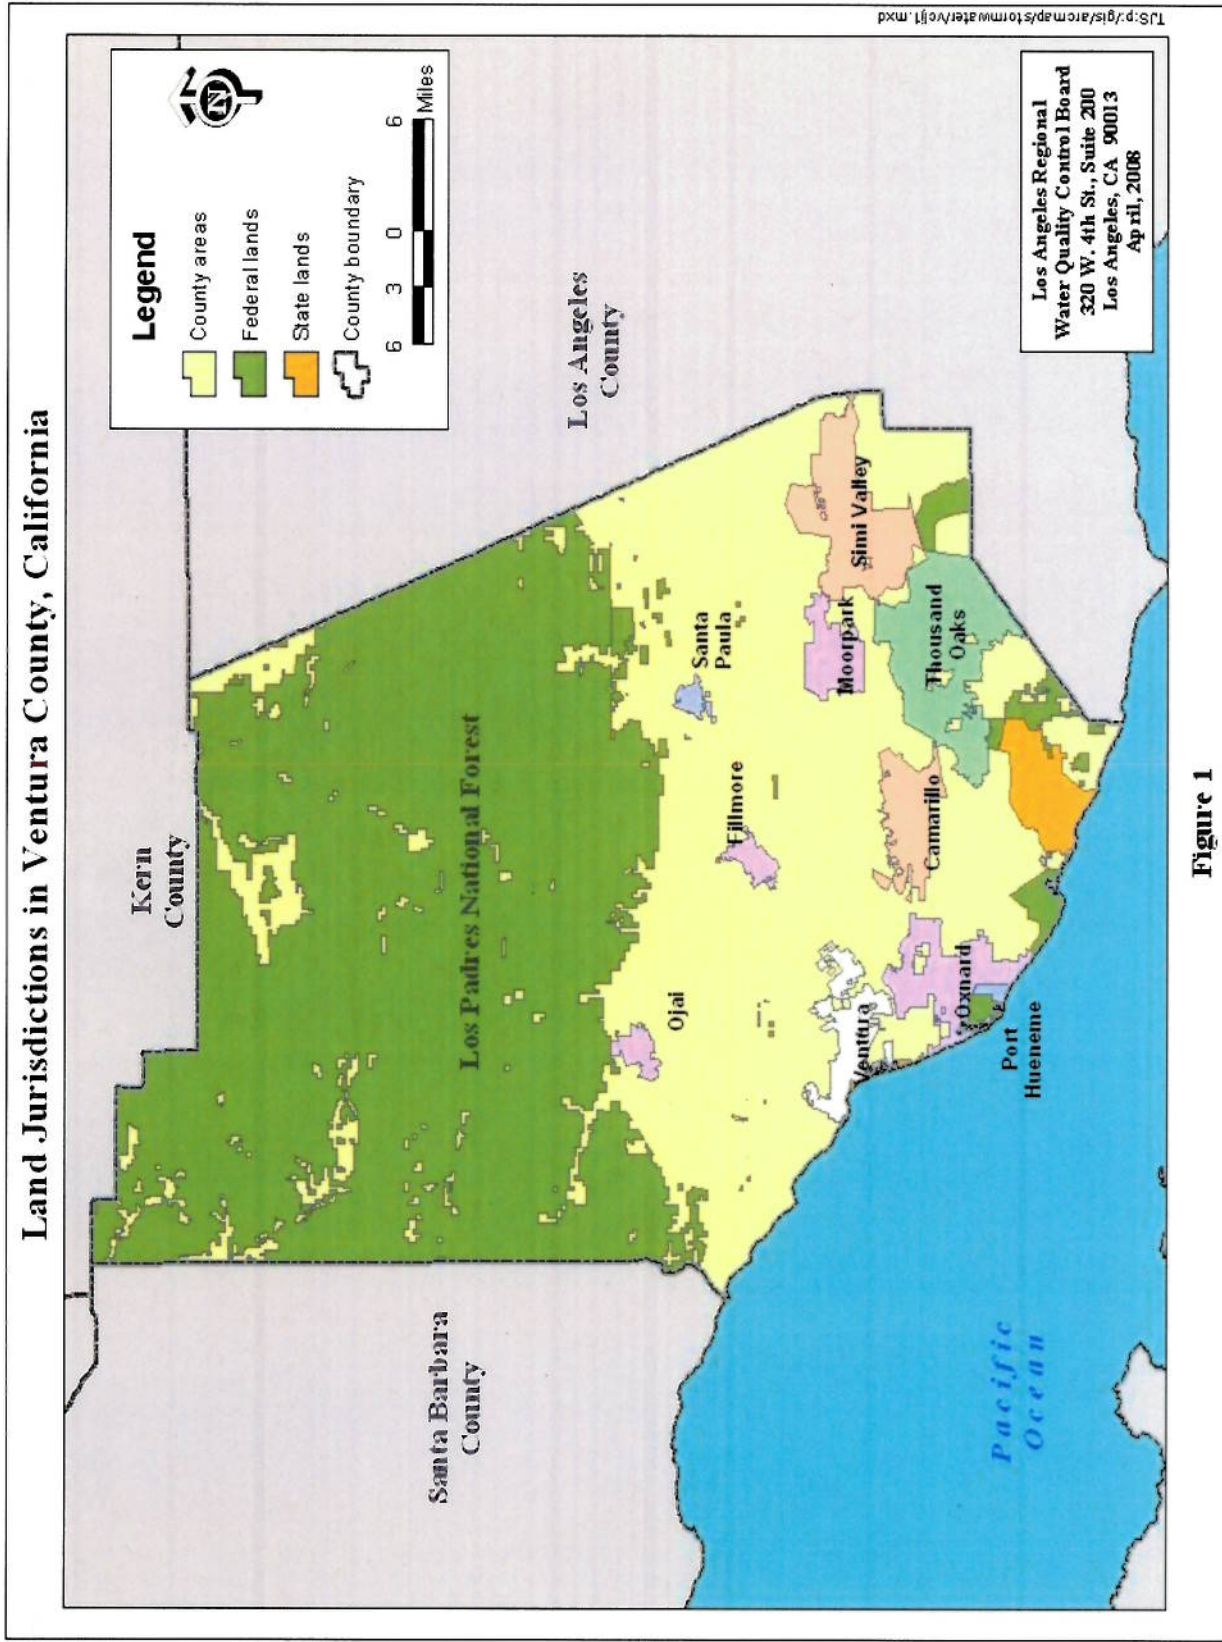 Land Jurisdictions in Ventura County, California
Legend
County areas
Federal lands
State lands
County boundary
N
6 3 0 6
Miles
Kern
County
Santa Barbara
County
Los Angeles
County
Los Padres National Forest
Ojai
Fillmore
Santa
Paula
Ventura
Camarillo
Moorpark
Simi Valley
Oxnard
Thousand
Oaks
Port
Hueneme
Pacific
Ocean
Los Angeles Regional
Water Quality Control Board
320 W. 4th St., Suite 200
Los Angeles, CA 90013
April, 2008
TJS:p:/gis/arcmap/stormwater/vcljf1.mxd
Figure 1